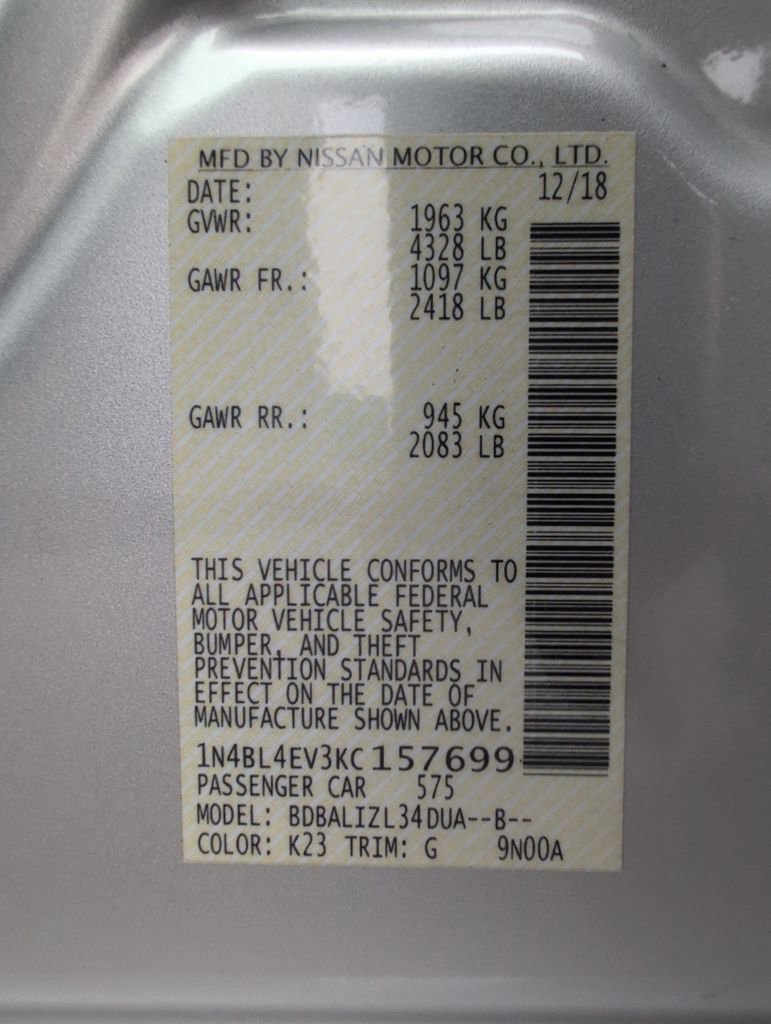 MFD BY NISSAN MOTOR CO., LTD.
DATE: 12/18
GVWR: 1963 KG
4328 LB
GAWR FR.: 1097 KG
2418 LB
GAWR RR.: 945 KG
2083 LB
THIS VEHICLE CONFORMS TO
ALL APPLICABLE FEDERAL
MOTOR VEHICLE SAFETY,
BUMPER, AND THEFT
PREVENTION STANDARDS IN
EFFECT ON THE DATE OF
MANUFACTURE SHOWN ABOVE.
1N4BL4EV3KC157699
PASSENGER CAR 575
MODEL: BDBALIZL34DUA--B--
COLOR: K23 TRIM: G 9N00A